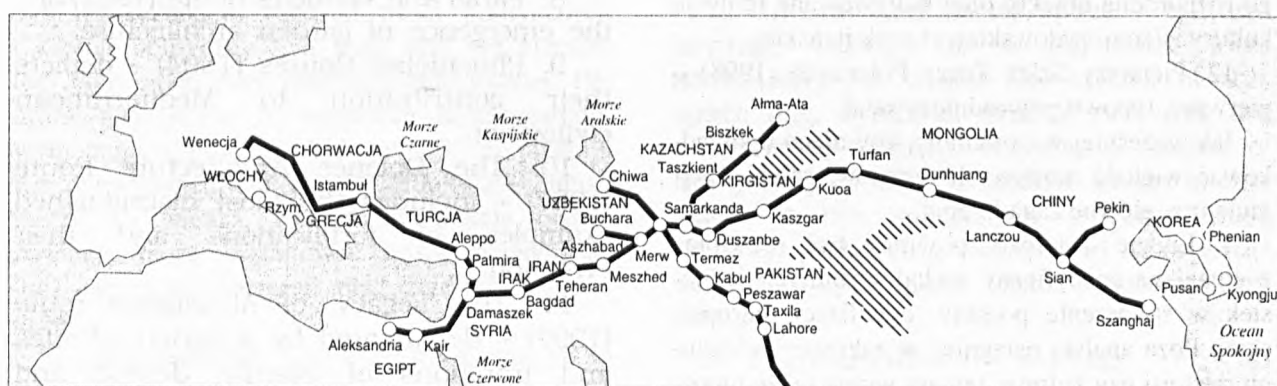 Morze
Aralskie
Morze
Kaspijskie
Morze
Czarne
Alma-Ata
Biszkek
KAZACHSTAN
MONGOLIA
Wenecja
CHORWACJA
Taszkient
Turfan
WŁOCHY
Istambuł
Chiwa
KIRGISTAN
Kuoa
Dunhuang
Rzym
GRECJA
TURCJA
UZBEKISTAN
Samarkanda
CHINY
Pekin
Buchara
Kaszgar
Lanczou
KOREA
Aleppo
Aszhabad
Merw
Duszanbe
Phenian
Palmira
IRAN
Termez
Sian
IRAK
Teheran
Meszhed
PAKISTAN
Pusan
Kyongju
Bagdad
Kabul
Damaszek
Peszawar
Taxila
Szanghaj
SYRIA
Lahore
Ocean
Spokojny
Aleksandria
Kair
EGIPT
Morze
Czerwone